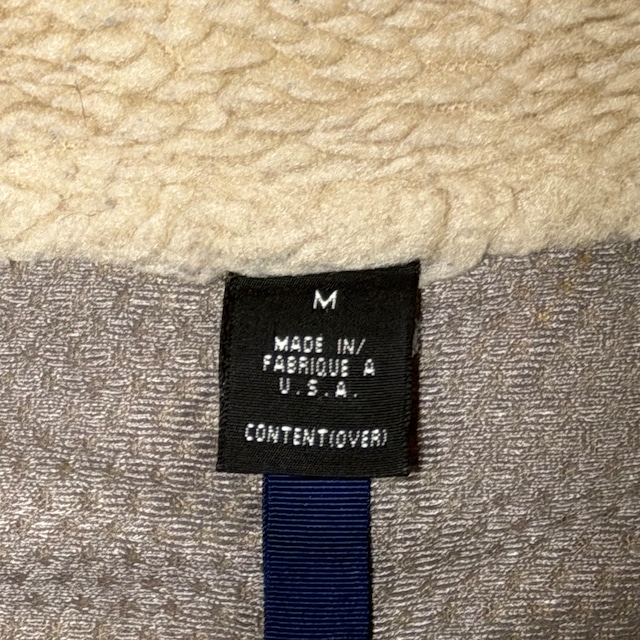 M
MADE IN/
FABRIQUE A
U.S.A.
CONTENT(OVER)